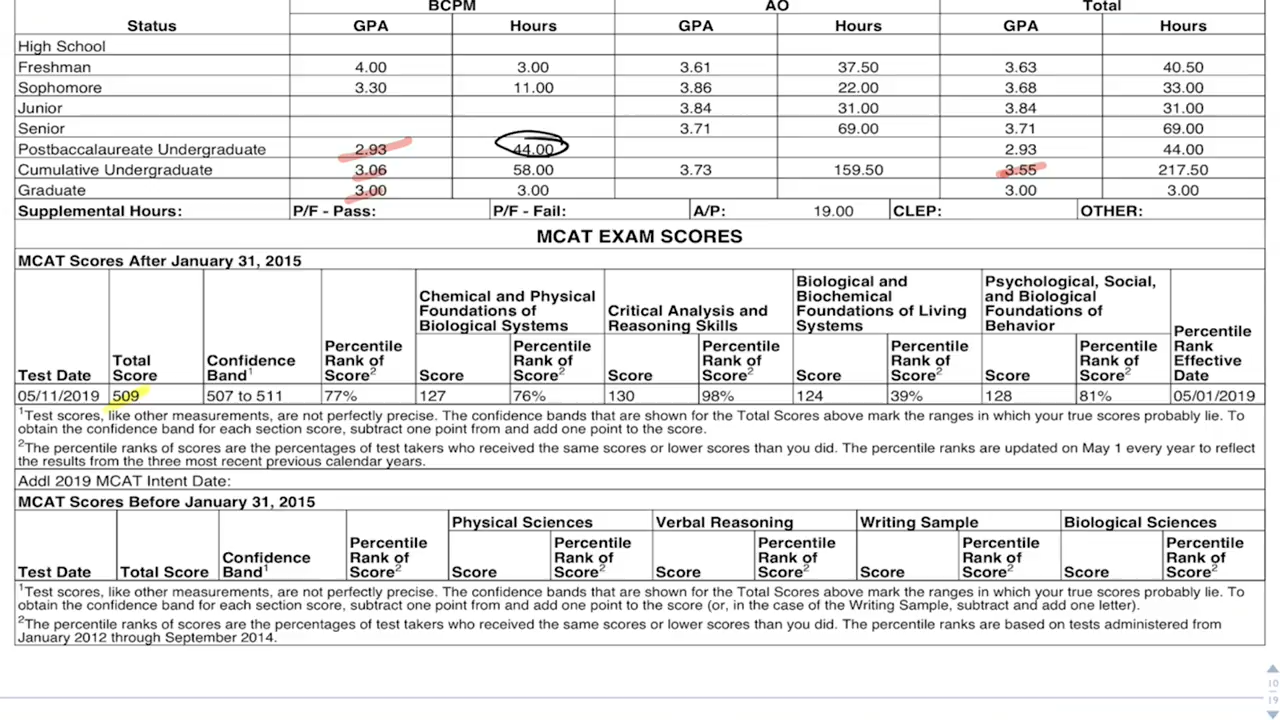 BCPM AO Total
Status GPA Hours GPA Hours GPA Hours
High School
Freshman 4.00 3.00 3.61 37.50 3.63 40.50
Sophomore 3.30 11.00 3.86 22.00 3.68 33.00
Junior 3.84 31.00 3.84 31.00
Senior 3.71 69.00 3.71 69.00
Postbaccalaureate Undergraduate 2.93 44.00 2.93 44.00
Cumulative Undergraduate 3.06 58.00 3.73 159.50 3.55 217.50
Graduate 3.00 3.00 3.00 3.00
Supplemental Hours: P/F - Pass: P/F - Fail: A/P: 19.00 CLEP: OTHER:
MCAT EXAM SCORES
MCAT Scores After January 31, 2015
Test Date
Total
Score
Confidence
Band1
Percentile
Rank of
Score2
Chemical and Physical
Foundations of
Biological Systems
Score
Percentile
Rank of
Score2
Critical Analysis and
Reasoning Skills
Score
Percentile
Rank of
Score2
Biological and
Biochemical
Foundations of Living
Systems
Score
Percentile
Rank of
Score2
Psychological, Social,
and Biological
Foundations of
Behavior
Score
Percentile
Rank of
Score2
Percentile
Rank
Effective
Date
05/11/2019 509 507 to 511 77% 127 76% 130 98% 124 39% 128 81% 05/01/2019
1Test scores, like other measurements, are not perfectly precise. The confidence bands that are shown for the Total Scores above mark the ranges in which your true scores probably lie. To
obtain the confidence band for each section score, subtract one point from and add one point to the score.
2The percentile ranks of scores are the percentages of test takers who received the same scores or lower scores than you did. The percentile ranks are updated on May 1 every year to reflect
the results from the three most recent previous calendar years.
Addl 2019 MCAT Intent Date:
MCAT Scores Before January 31, 2015
Test Date
Total Score
Confidence
Band1
Percentile
Rank of
Score2
Physical Sciences
Score
Percentile
Rank of
Score2
Verbal Reasoning
Score
Percentile
Rank of
Score2
Writing Sample
Score
Percentile
Rank of
Score2
Biological Sciences
Score
Percentile
Rank of
Score2
1Test scores, like other measurements, are not perfectly precise. The confidence bands that are shown for the Total Scores above mark the ranges in which your true scores probably lie. To
obtain the confidence band for each section score, subtract one point from and add one point to the score (or, in the case of the Writing Sample, subtract and add one letter).
2The percentile ranks of scores are the percentages of test takers who received the same scores or lower scores than you did. The percentile ranks are based on tests administered from
January 2012 through September 2014.
10
19